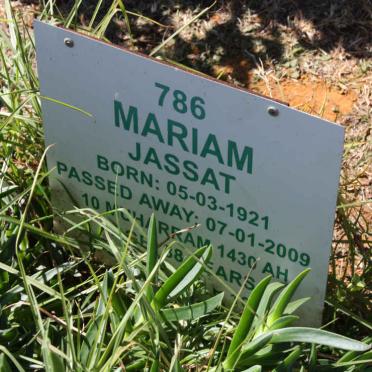 786
MARIAM
JASSAT
BORN: 05-03-1921
PASSED AWAY: 07-01-2009
10 MUHARRAM 1430 AH